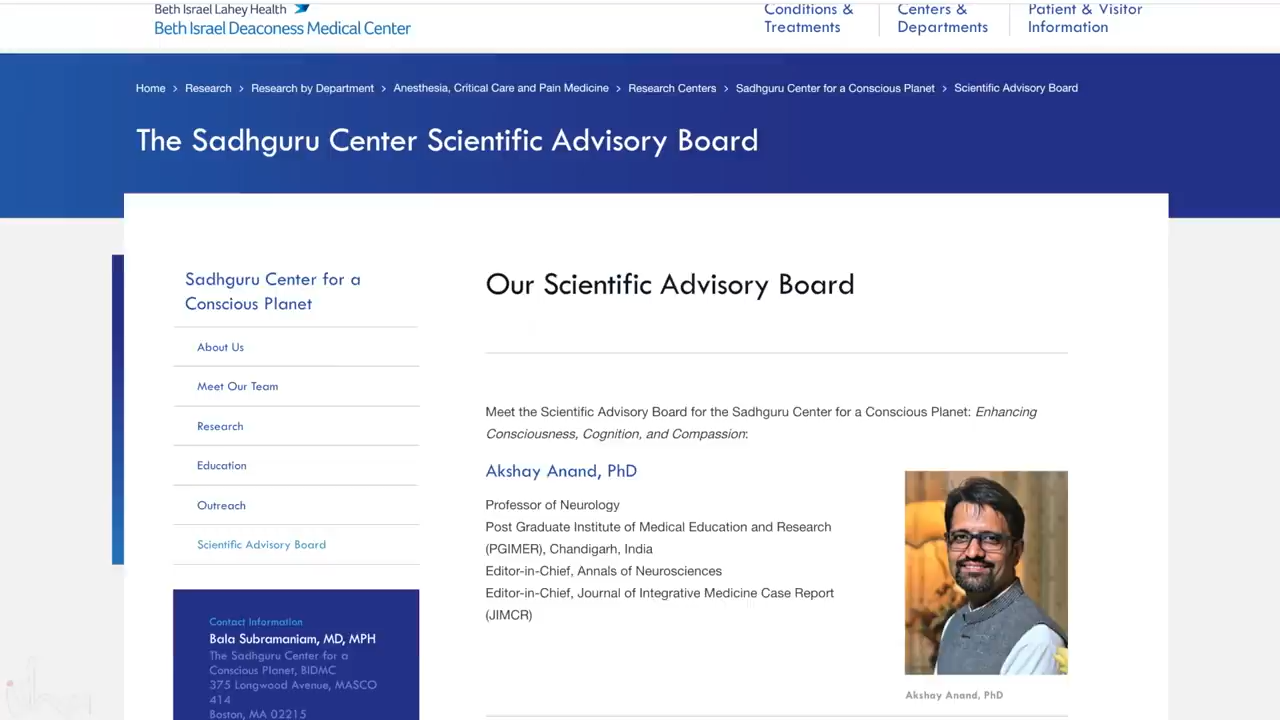 Beth Israel Lahey Health
Beth Israel Deaconess Medical Center
Conditions &
Treatments
Centers &
Departments
Patient & Visitor
Information
Home > Research > Research by Department > Anesthesia, Critical Care and Pain Medicine > Research Centers > Sadhguru Center for a Conscious Planet > Scientific Advisory Board
The Sadhguru Center Scientific Advisory Board
Sadhguru Center for a
Conscious Planet
About Us
Meet Our Team
Research
Education
Outreach
Scientific Advisory Board
Contact Information
Bala Subramaniam, MD, MPH
The Sadhguru Center for a
Conscious Planet, BIDMC
375 Longwood Avenue, MASCO
414
Boston, MA 02215
Our Scientific Advisory Board
Meet the Scientific Advisory Board for the Sadhguru Center for a Conscious Planet: Enhancing
Consciousness, Cognition, and Compassion:
Akshay Anand, PhD
Professor of Neurology
Post Graduate Institute of Medical Education and Research
(PGIMER), Chandigarh, India
Editor-in-Chief, Annals of Neurosciences
Editor-in-Chief, Journal of Integrative Medicine Case Report
(JIMCR)
Akshay Anand, PhD